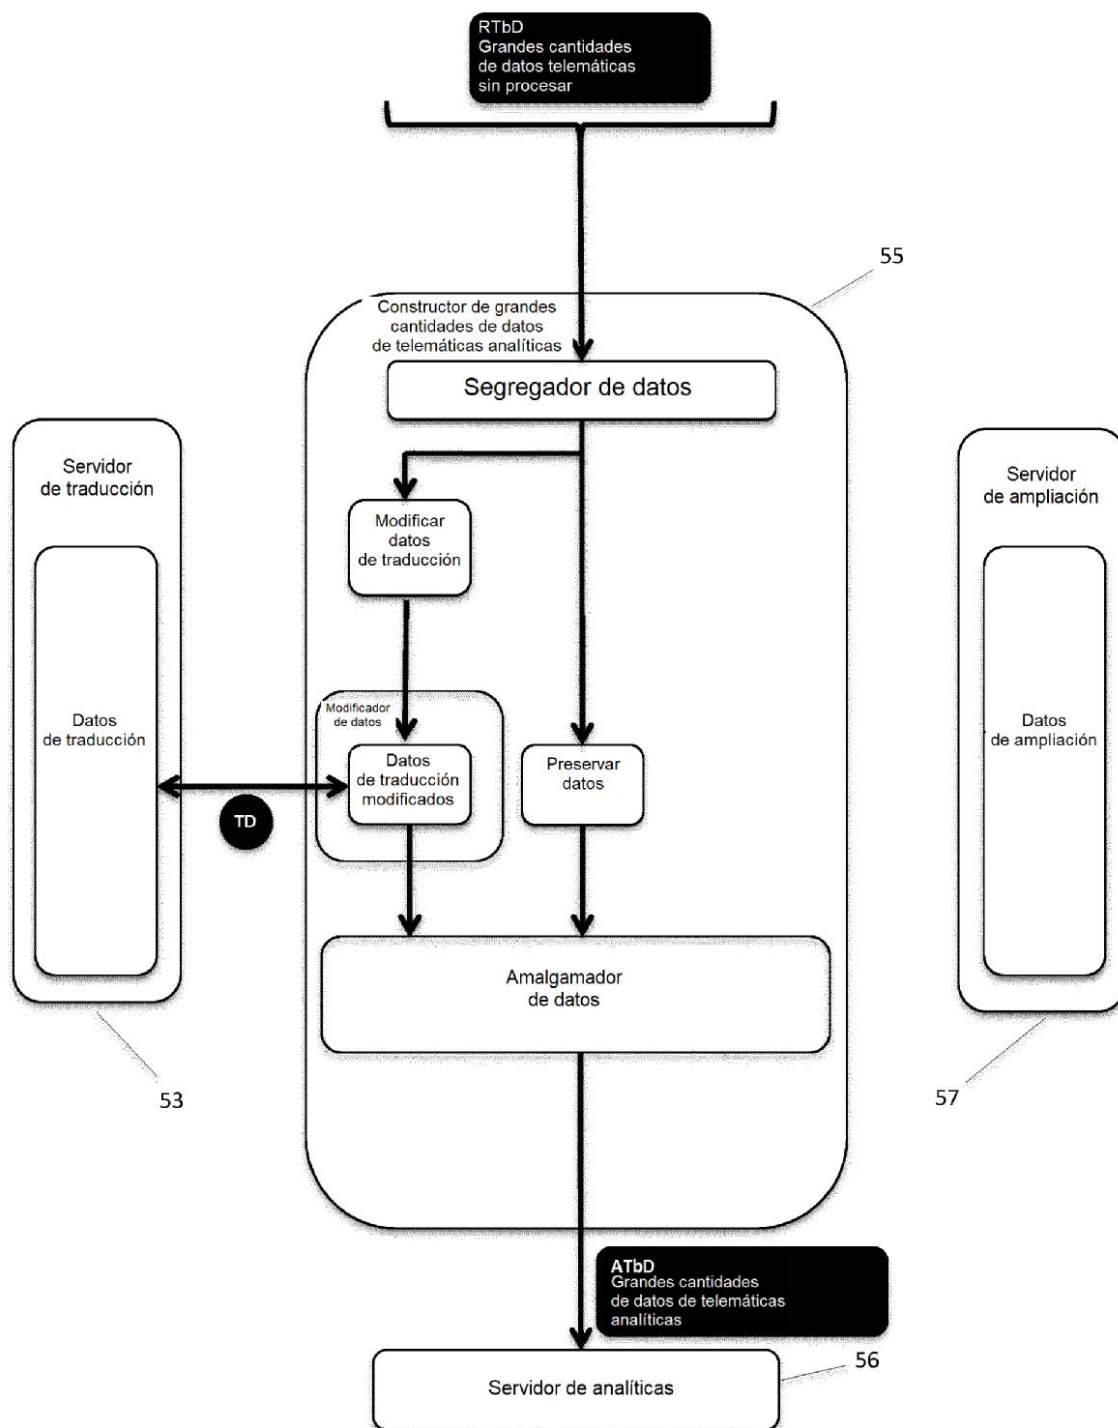 RTbD
Grandes cantidades
de datos telemáticas
sin procesar
55
Constructor de grandes
cantidades de datos
de telemáticas analíticas
Segregador de datos
Servidor
de traducción
Servidor
de ampliación
Modificar
datos
de traducción
Modificador
de datos
Datos
de traducción
Datos
de traducción
modificados
Preservar
datos
Datos
de ampliación
TD
Amalgamador
de datos
53
57
ATbD
Grandes cantidades
de datos de telemáticas
analíticas
56
Servidor de analíticas